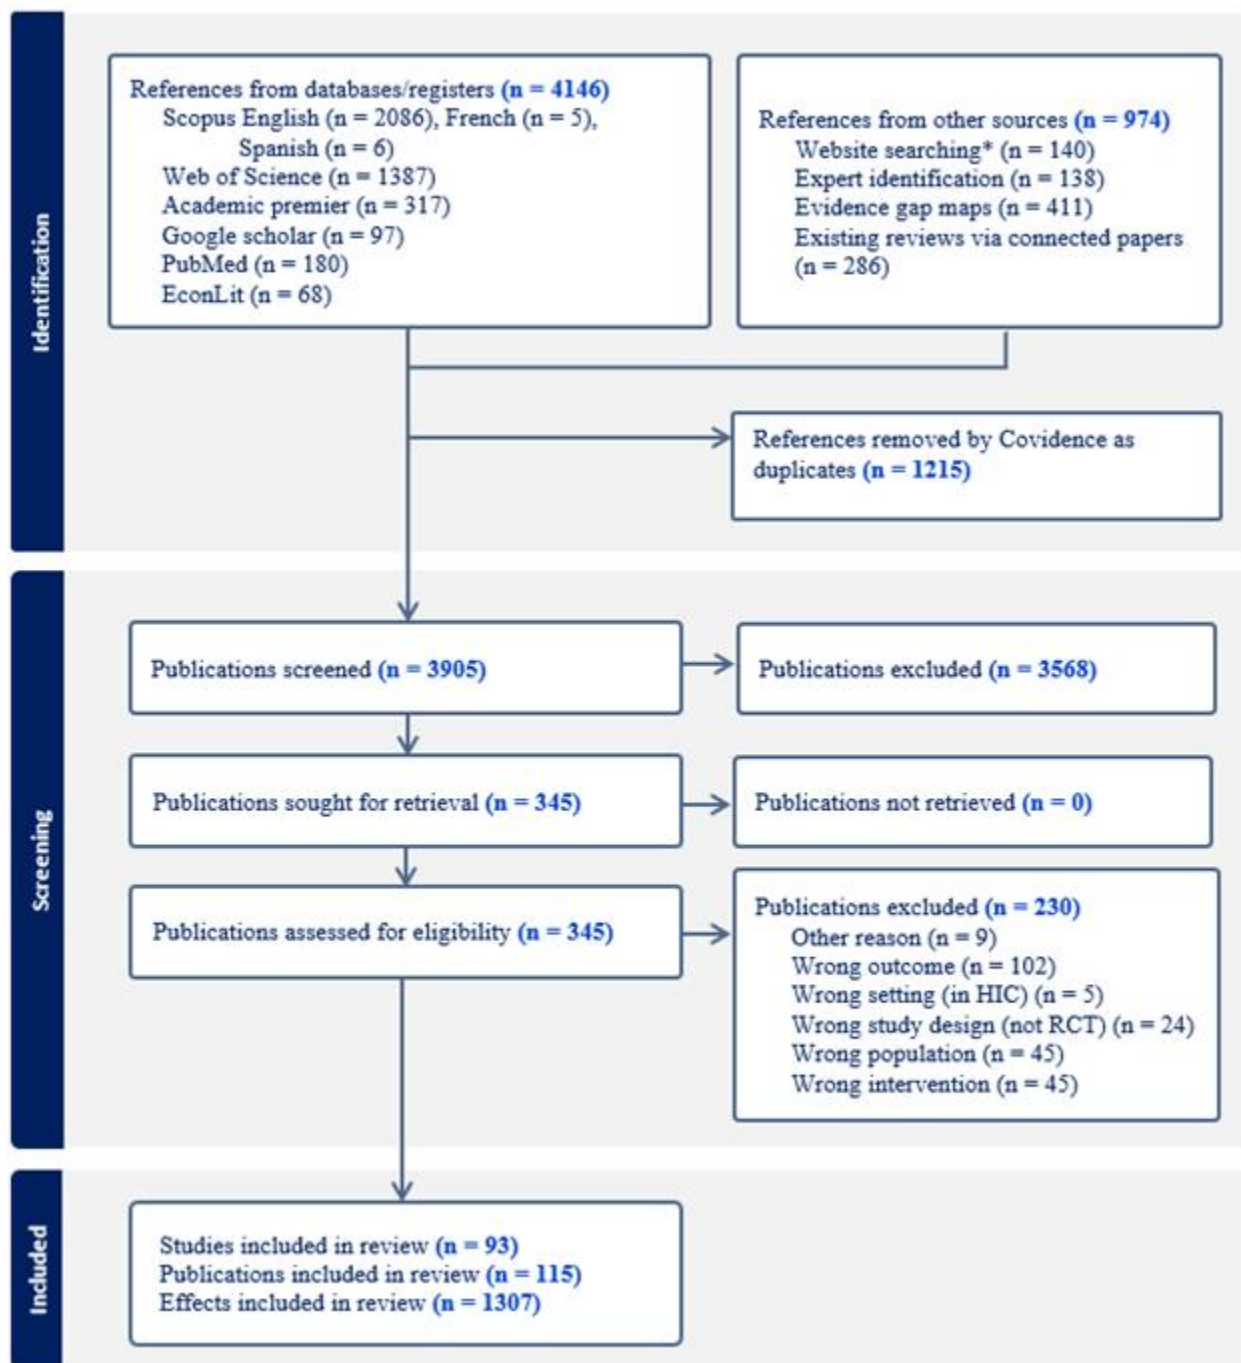 Identification
References from databases/registers (n = 4146)
Scopus English (n = 2086), French (n = 5),
Spanish (n = 6)
Web of Science (n = 1387)
Academic premier (n = 317)
Google scholar (n = 97)
PubMed (n = 180)
EconLit (n = 68)
References from other sources (n = 974)
Website searching* (n = 140)
Expert identification (n = 138)
Evidence gap maps (n = 411)
Existing reviews via connected papers
(n = 286)
References removed by Covidence as
duplicates (n = 1215)
Screening
Publications screened (n = 3905)
Publications excluded (n = 3568)
Publications sought for retrieval (n = 345)
Publications not retrieved (n = 0)
Publications assessed for eligibility (n = 345)
Publications excluded (n = 230)
Other reason (n = 9)
Wrong outcome (n = 102)
Wrong setting (in HIC) (n = 5)
Wrong study design (not RCT) (n = 24)
Wrong population (n = 45)
Wrong intervention (n = 45)
Included
Studies included in review (n = 93)
Publications included in review (n = 115)
Effects included in review (n = 1307)